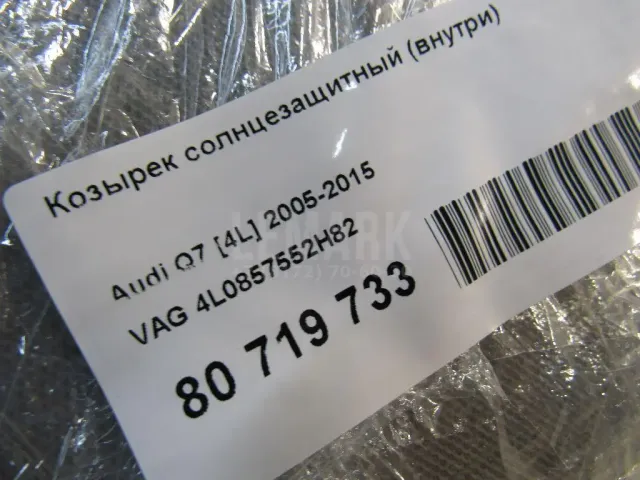 Козырек солнцезащитный (внутри)
Audi Q7 [4L] 2005-2015
VAG 4L0857552H82
80 719 733